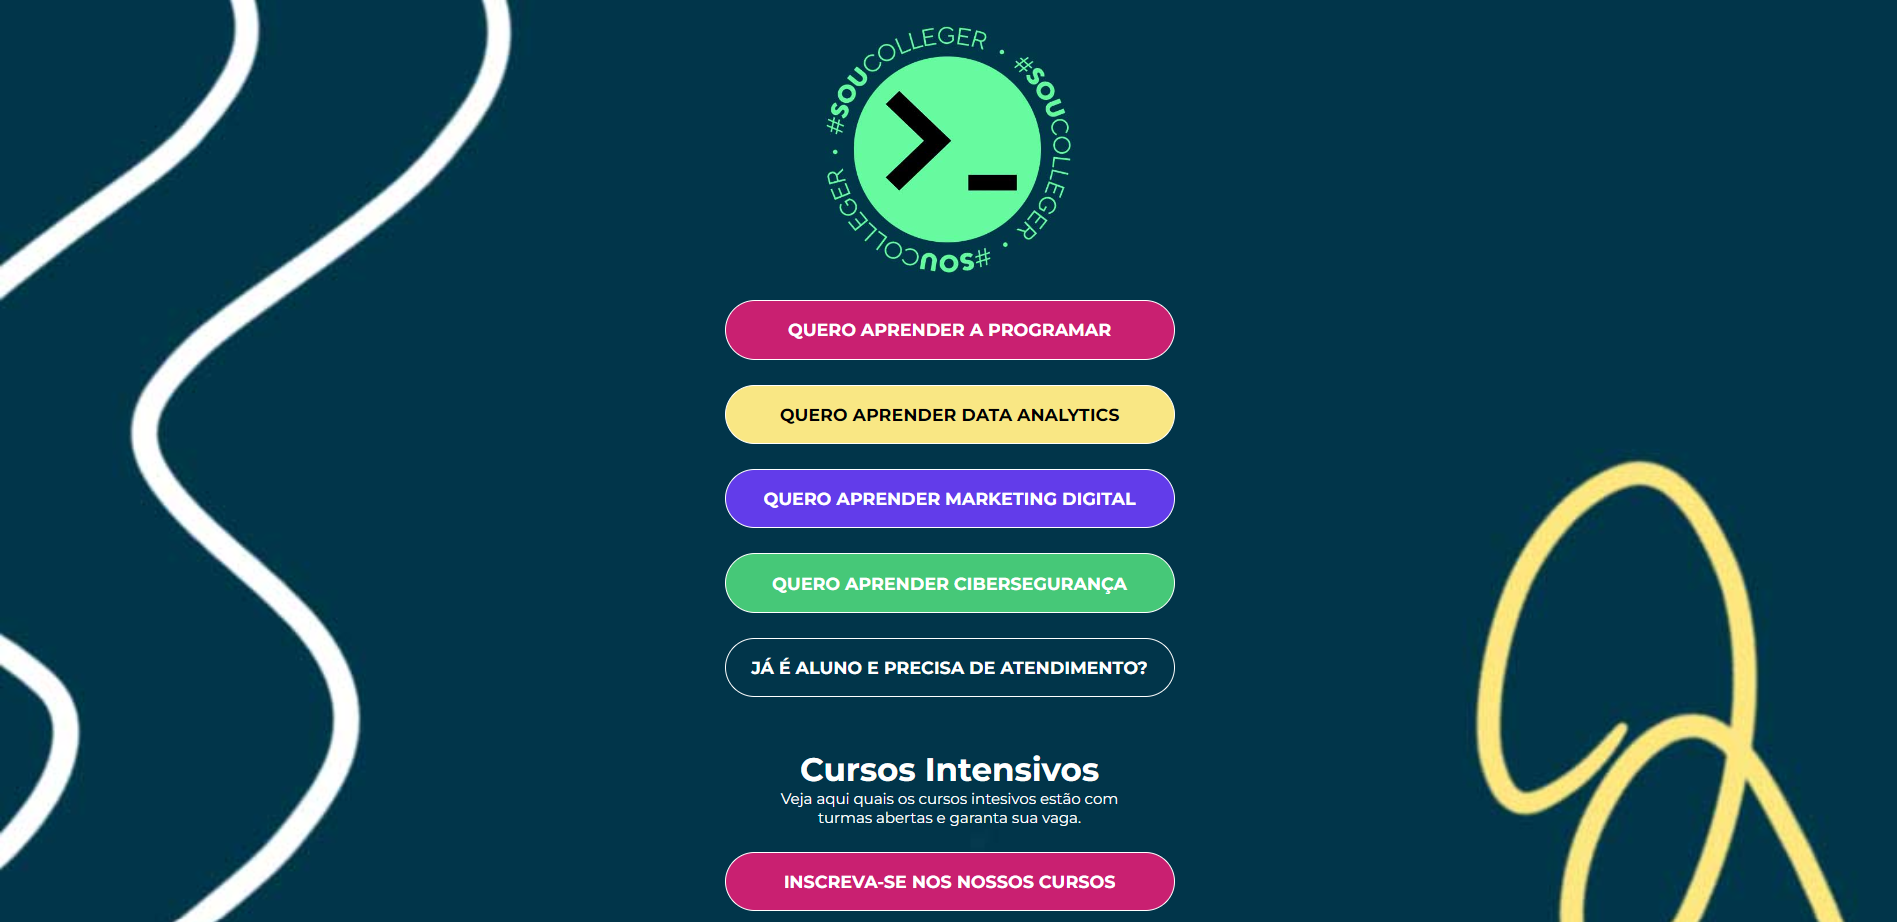 #SOUCOLLEGER • #SOUCOLLEGER • #SOUCOLLEGER •
QUERO APRENDER A PROGRAMAR
QUERO APRENDER DATA ANALYTICS
QUERO APRENDER MARKETING DIGITAL
QUERO APRENDER CIBERSEGURANÇA
JÁ É ALUNO E PRECISA DE ATENDIMENTO?
Cursos Intensivos
Veja aqui quais os cursos intesivos estão com
turmas abertas e garanta sua vaga.
INSCREVA-SE NOS NOSSOS CURSOS